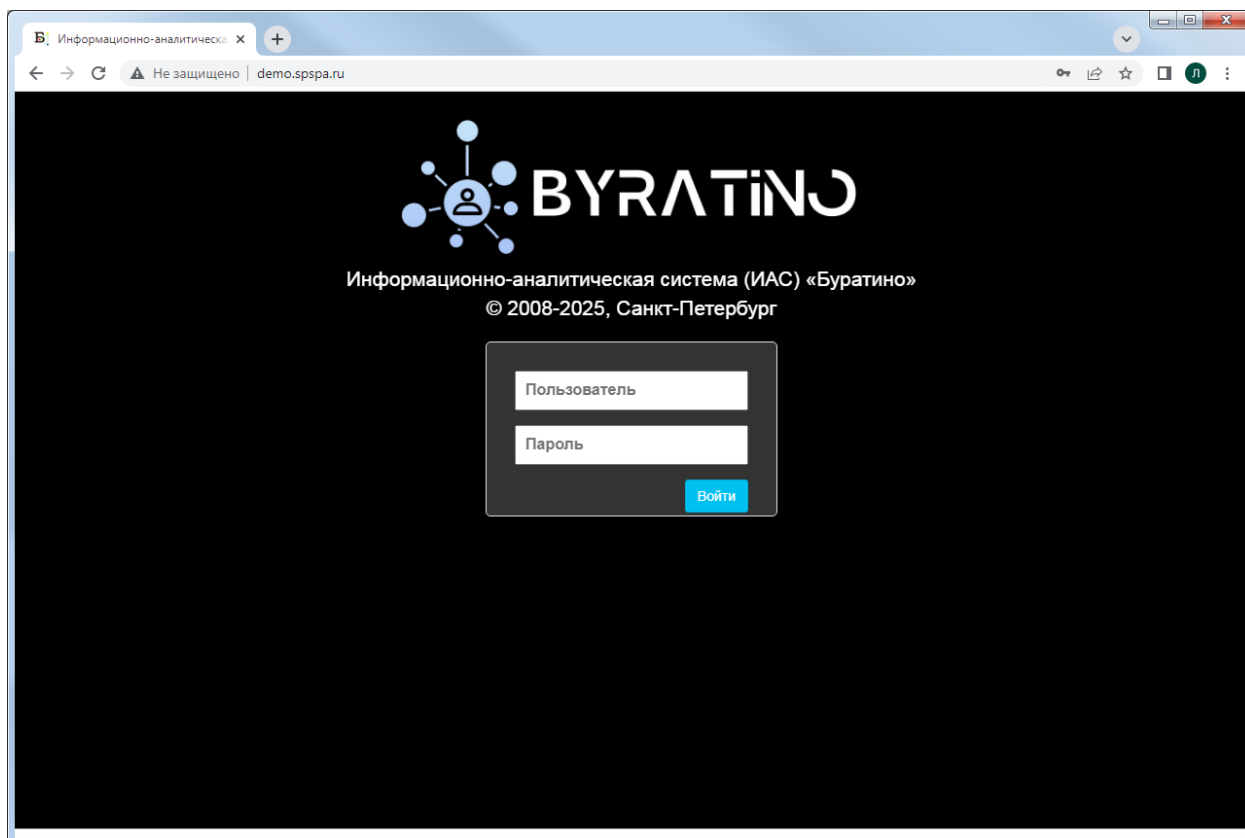 Информационно-аналитическа
Не защищено demo.spspa.ru
Л
BYRATiNO
Информационно-аналитическая система (ИАС) «Буратино»
© 2008-2025, Санкт-Петербург
Пользователь
Пароль
Войти